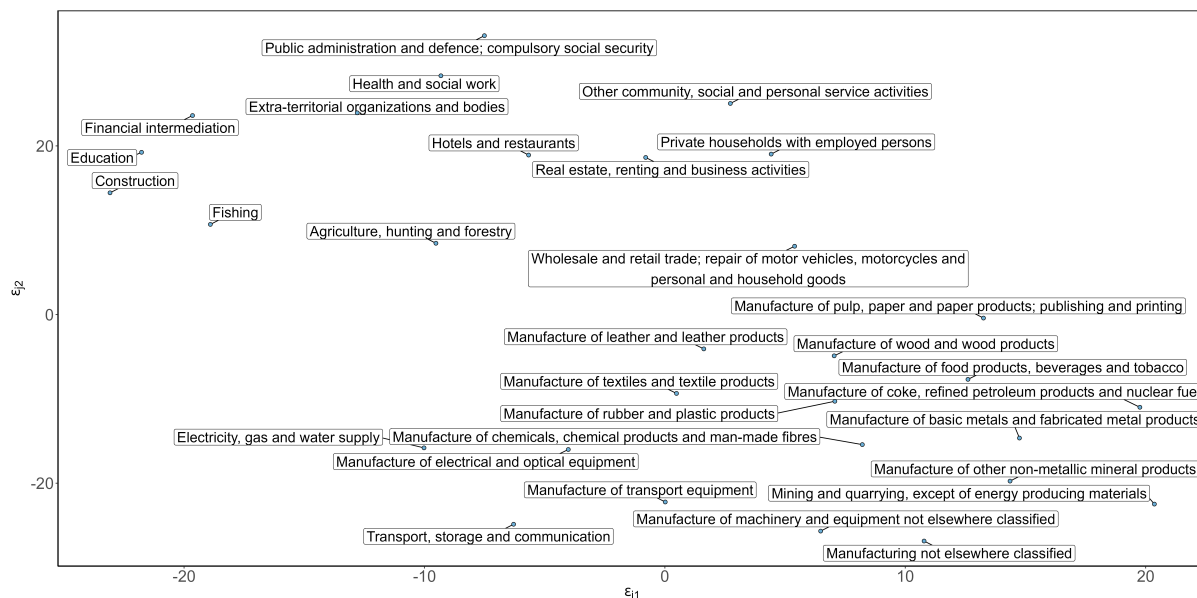 Public administration and defence; compulsory social security
Health and social work
Other community, social and personal service activities
Extra-territorial organizations and bodies
Financial intermediation
Hotels and restaurants
Private households with employed persons
20
Education
Real estate, renting and business activities
Construction
Fishing
Agriculture, hunting and forestry
Wholesale and retail trade; repair of motor vehicles, motorcycles and
personal and household goods
εj2
Manufacture of pulp, paper and paper products; publishing and printing
0
Manufacture of leather and leather products
Manufacture of wood and wood products
Manufacture of food products, beverages and tobacco
Manufacture of textiles and textile products
Manufacture of coke, refined petroleum products and nuclear fue
Manufacture of rubber and plastic products
Manufacture of basic metals and fabricated metal products
Electricity, gas and water supply
Manufacture of chemicals, chemical products and man-made fibres
Manufacture of electrical and optical equipment
Manufacture of other non-metallic mineral products
-20
Manufacture of transport equipment
Mining and quarrying, except of energy producing materials
Manufacture of machinery and equipment not elsewhere classified
Transport, storage and communication
Manufacturing not elsewhere classified
-20 -10 0 10 20
εj1